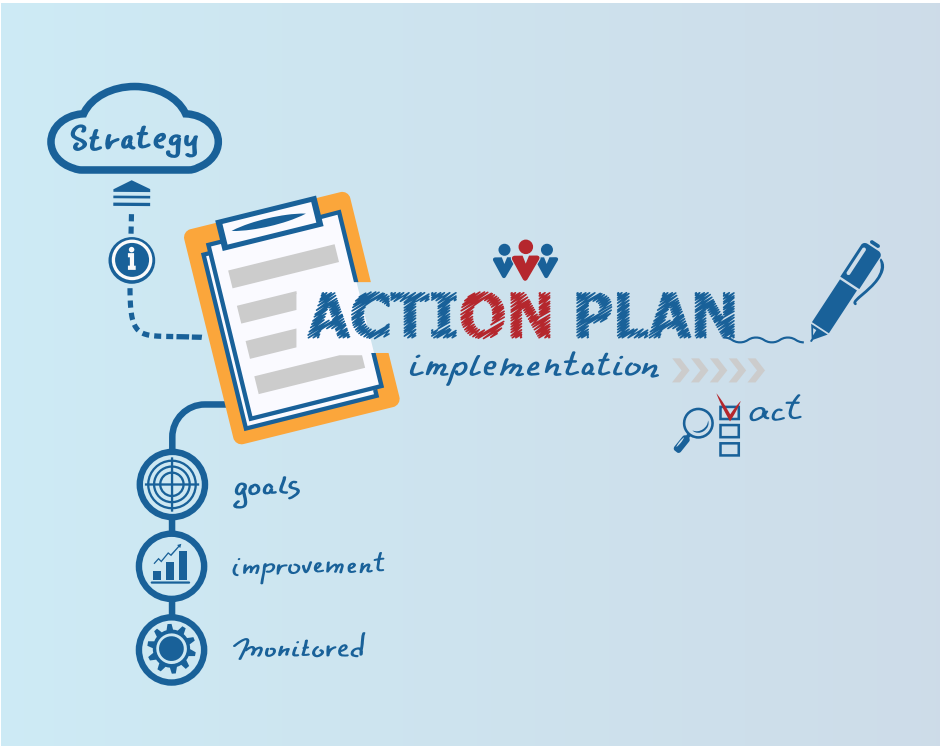 Strategy
i
ACTION PLAN
implementation
act
goals
improvement
monitored